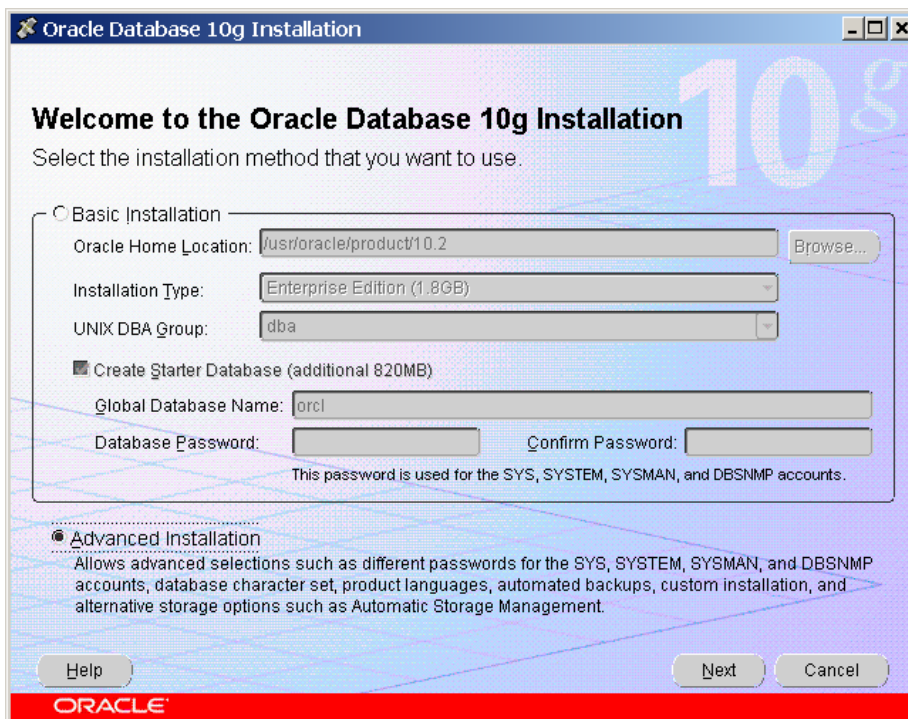 Oracle Database 10g Installation
10g
Welcome to the Oracle Database 10g Installation
Select the installation method that you want to use.
Basic Installation
Oracle Home Location: /usr/oracle/product/10.2 Browse...
Installation Type: Enterprise Edition (1.8GB)
UNIX DBA Group: dba
Create Starter Database (additional 820MB)
Global Database Name: orcl
Database Password: Confirm Password:
This password is used for the SYS, SYSTEM, SYSMAN, and DBSNMP accounts.
Advanced Installation
Allows advanced selections such as different passwords for the SYS, SYSTEM, SYSMAN, and DBSNMP
accounts, database character set, product languages, automated backups, custom installation, and
alternative storage options such as Automatic Storage Management.
Help Next Cancel
ORACLE